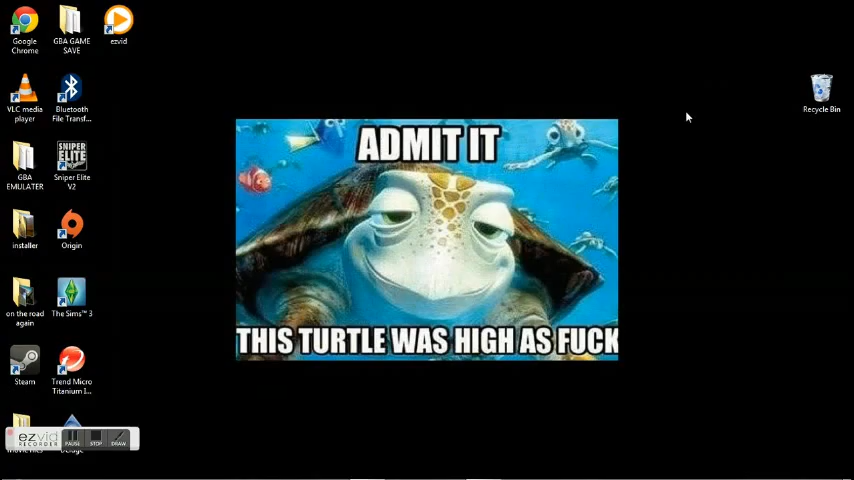 Google
Chrome
GBA GAME
SAVE
ezvid
VLC media
player
Bluetooth
File Transf...
Recycle Bin
GBA
EMULATER
SNIPER
ELITE
Sniper Elite
V2
installer
Origin
on the road
again
The Sims™ 3
Steam
Trend Micro
Titanium I...
ADMIT IT
THIS TURTLE WAS HIGH AS FUCK
ezvid
RECORDER
PAUSE
STOP
DRAW